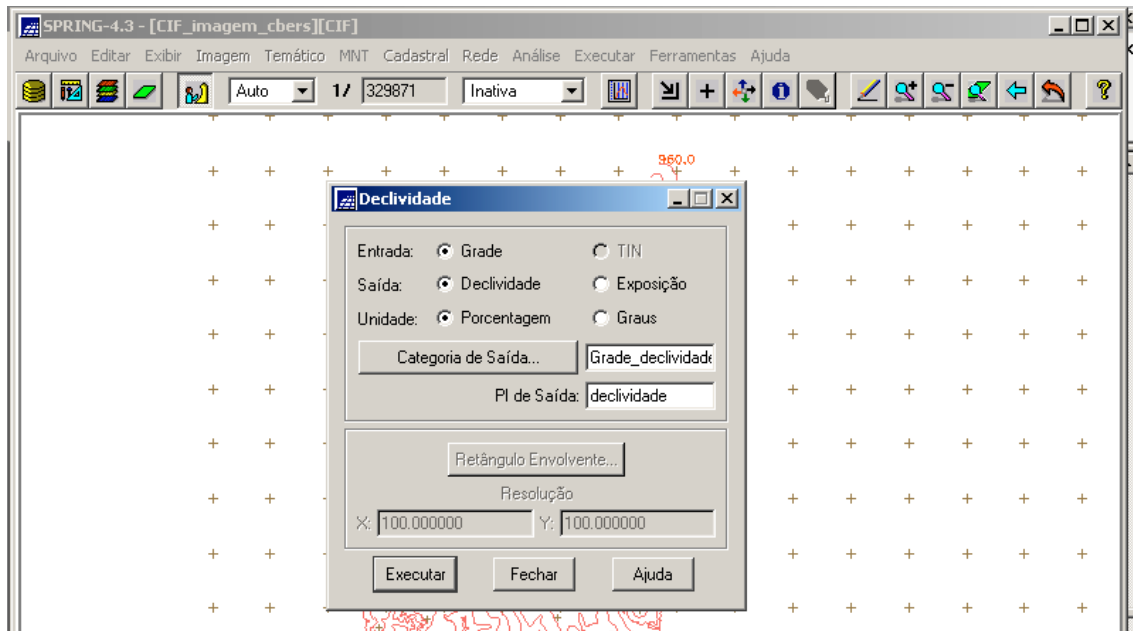 SPRING-4.3 - [CIF_imagem_cbers][CIF]
Arquivo Editar Exibir Imagem Temático MNT Cadastral Rede Análise Executar Ferramentas Ajuda
Auto 1/ 329871 Inativa
960.0
Declividade
Entrada: Grade TIN
Saída: Declividade Exposição
Unidade: Porcentagem Graus
Categoria de Saída... Grade_declividade
PI de Saída: declividade
Retângulo Envolvente...
Resolução
X: 100.000000 Y: 100.000000
Executar Fechar Ajuda